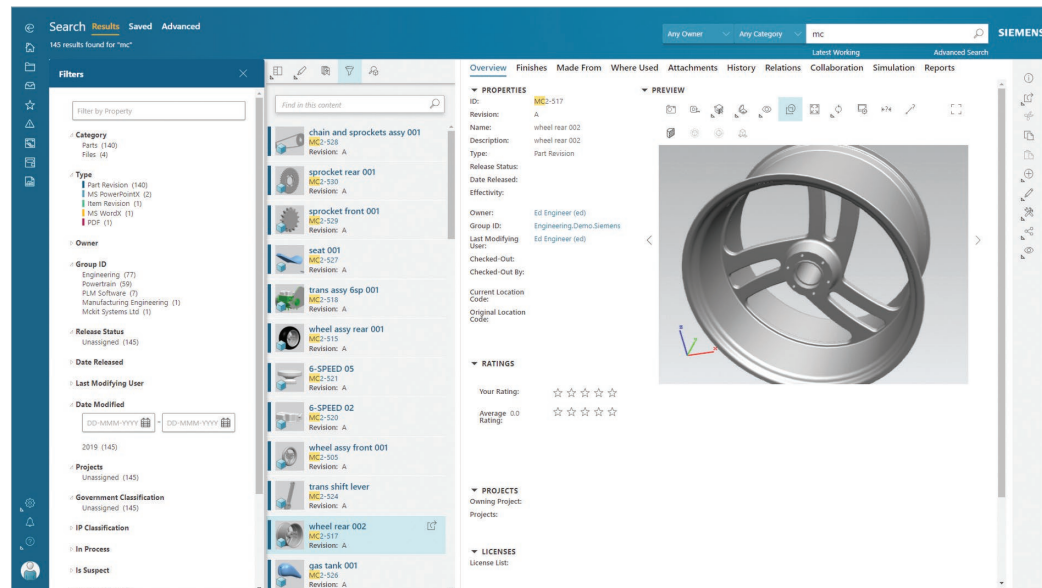 Search Results Saved Advanced
145 results found for "mc"
Any Owner Any Category mc SIEMENS
Latest Working Advanced Search
Filters
Filter by Property
Category
Parts (140)
Files (4)
Type
Part Revision (140)
MS PowerPointX (2)
Item Revision (1)
MS WordX (1)
PDF (1)
Owner
Group ID
Engineering (77)
Powertrain (59)
PLM Software (7)
Manufacturing Engineering (1)
Mckit Systems Ltd (1)
Release Status
Unassigned (145)
Date Released
Last Modifying User
Date Modified
DD-MMM-YYYY - DD-MMM-YYYY
2019 (145)
Projects
Unassigned (145)
Government Classification
Unassigned (145)
IP Classification
In Process
Is Suspect
Find in this content
chain and sprockets assy 001
MC2-528
Revision: A
sprocket rear 001
MC2-530
Revision: A
sprocket front 001
MC2-529
Revision: A
seat 001
MC2-527
Revision: A
trans assy 6sp 001
MC2-518
Revision: A
wheel assy rear 001
MC2-515
Revision: A
6-SPEED 05
MC2-521
Revision: A
6-SPEED 02
MC2-520
Revision: A
wheel assy front 001
MC2-505
Revision: A
trans shift lever
MC2-524
Revision: A
wheel rear 002
MC2-517
Revision: A
gas tank 001
MC2-526
Revision: A
Overview Finishes Made From Where Used Attachments History Relations Collaboration Simulation Reports
PROPERTIES
ID: MC2-517
Revision: A
Name: wheel rear 002
Description: wheel rear 002
Type: Part Revision
Release Status:
Date Released:
Effectivity:
Owner: Ed Engineer (ed)
Group ID: Engineering.Demo.Siemens
Last Modifying User: Ed Engineer (ed)
Checked-Out:
Checked-Out By:
Current Location Code:
Original Location Code:
RATINGS
Your Rating:
Average Rating: 0.0
PROJECTS
Owning Project:
Projects:
LICENSES
License List:
PREVIEW